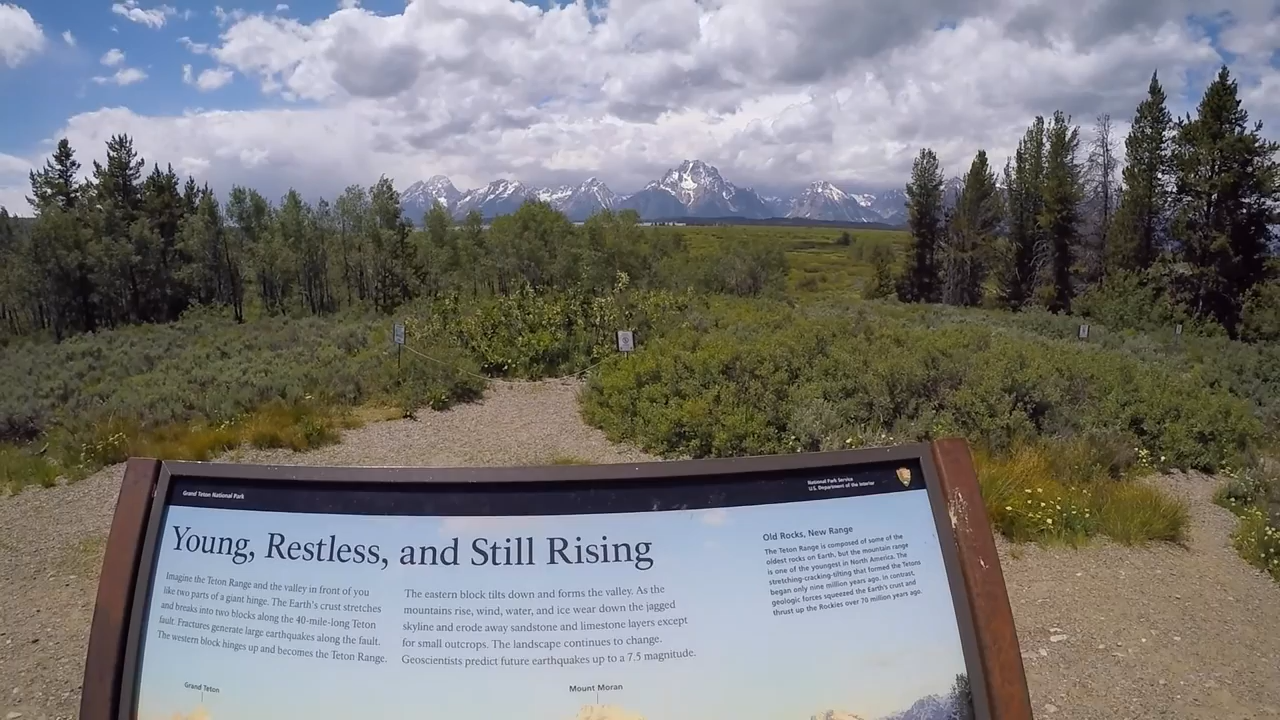 Grand Teton National Park
National Park Service
U.S. Department of the Interior
Young, Restless, and Still Rising
Imagine the Teton Range and the valley in front of you
like two parts of a giant hinge. The Earth's crust stretches
and breaks into two blocks along the 40-mile-long Teton
fault. Fractures generate large earthquakes along the fault.
The western block hinges up and becomes the Teton Range.
The eastern block tilts down and forms the valley. As the
mountains rise, wind, water, and ice wear down the jagged
skyline and erode away sandstone and limestone layers except
for small outcrops. The landscape continues to change.
Geoscientists predict future earthquakes up to a 7.5 magnitude.
Old Rocks, New Range
The Teton Range is composed of some of the
oldest rocks on Earth, but the mountain range
is one of the youngest in North America. The
stretching-cracking-tilting that formed the Tetons
began only nine million years ago. In contrast,
geologic forces squeezed the Earth's crust and
thrust up the Rockies over 70 million years ago.
Grand Teton
Mount Moran